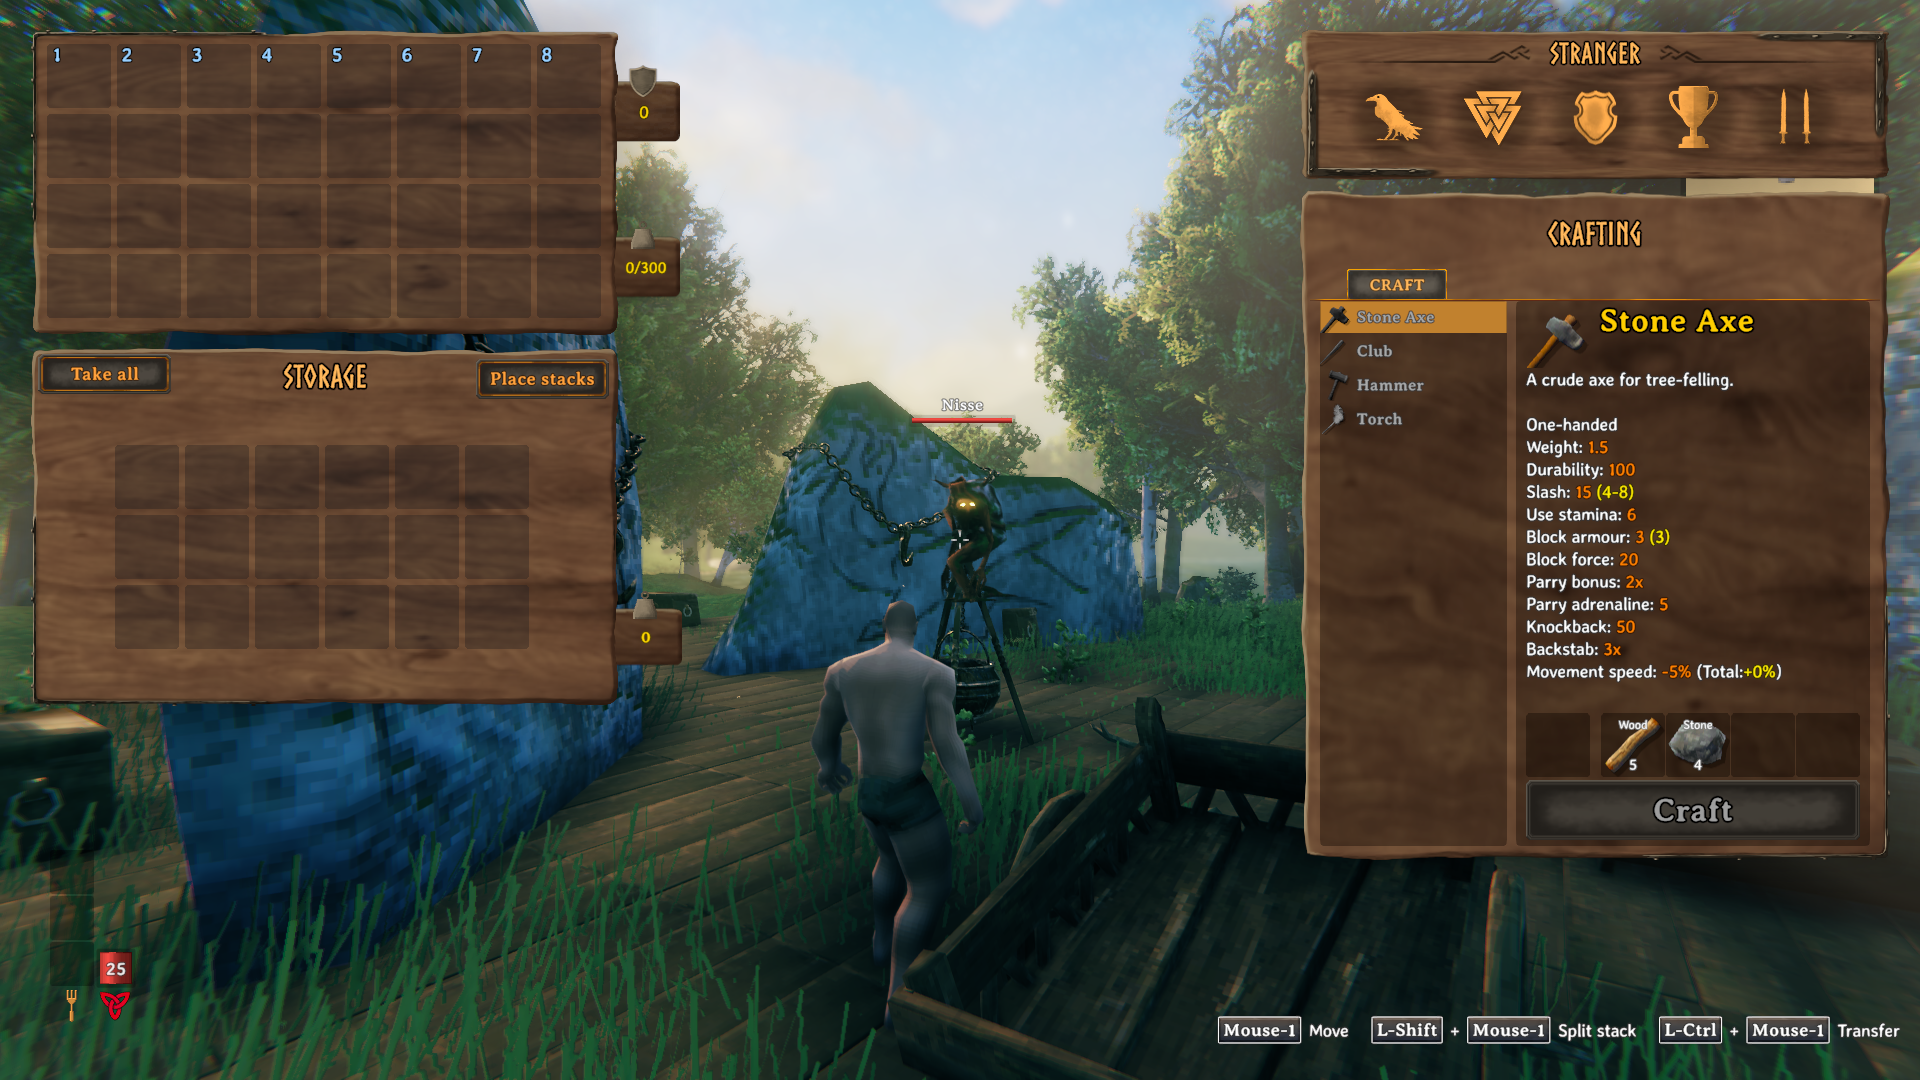 1 2 3 4 5 6 7 8
0
0/300
Take all
STORAGE
Place stacks
0
Nisse
25
STRANGER
CRAFTING
CRAFT
Stone Axe
Club
Hammer
Torch
Stone Axe
A crude axe for tree-felling.
One-handed
Weight: 1.5
Durability: 100
Slash: 15 (4-8)
Use stamina: 6
Block armour: 3 (3)
Block force: 20
Parry bonus: 2x
Parry adrenaline: 5
Knockback: 50
Backstab: 3x
Movement speed: -5% (Total:+0%)
Wood Stone
5 4
Craft
Mouse-1 Move L-Shift + Mouse-1 Split stack L-Ctrl + Mouse-1 Transfer